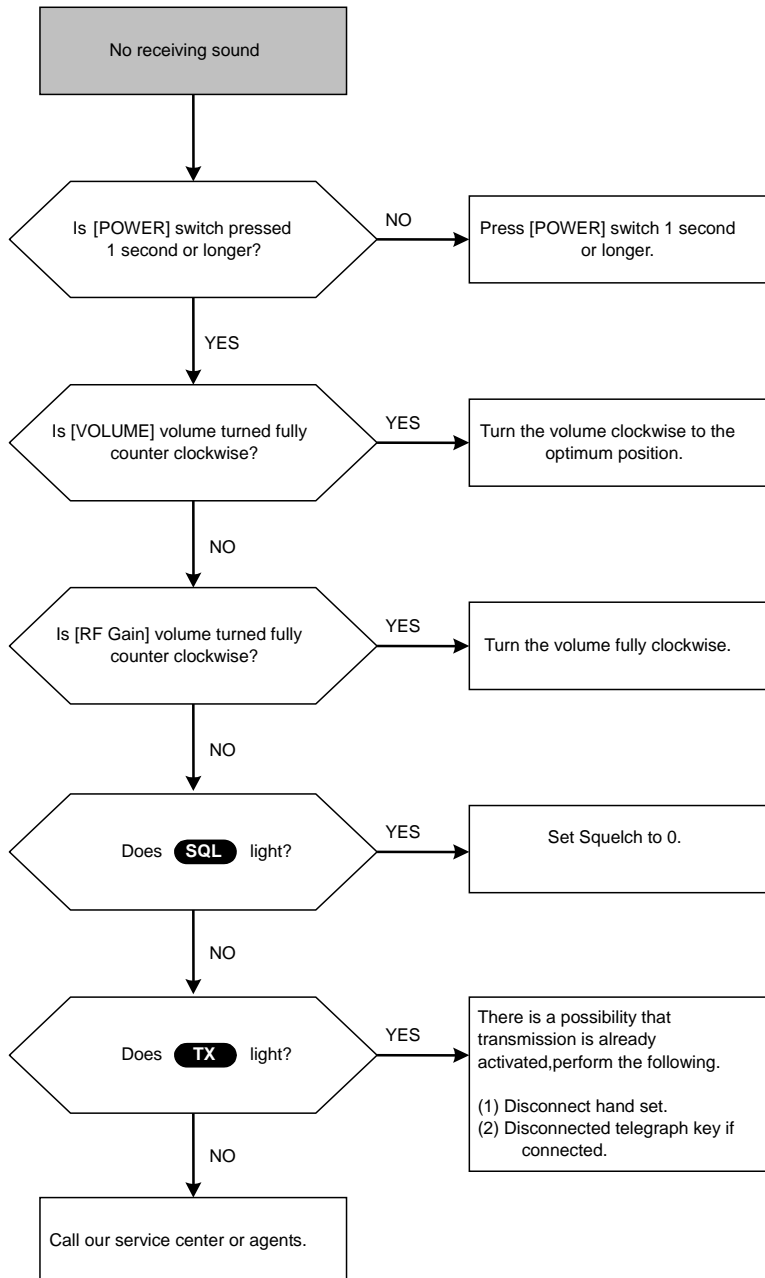 No receiving sound
Is [POWER] switch pressed
1 second or longer?
NO
Press [POWER] switch 1 second
or longer.
YES
Is [VOLUME] volume turned fully
counter clockwise?
YES
Turn the volume clockwise to the
optimum position.
NO
Is [RF Gain] volume turned fully
counter clockwise?
YES
Turn the volume fully clockwise.
NO
Does SQL light?
YES
Set Squelch to 0.
NO
Does TX light?
YES
There is a possibility that
transmission is already
activated,perform the following.
(1) Disconnect hand set.
(2) Disconnected telegraph key if
connected.
NO
Call our service center or agents.